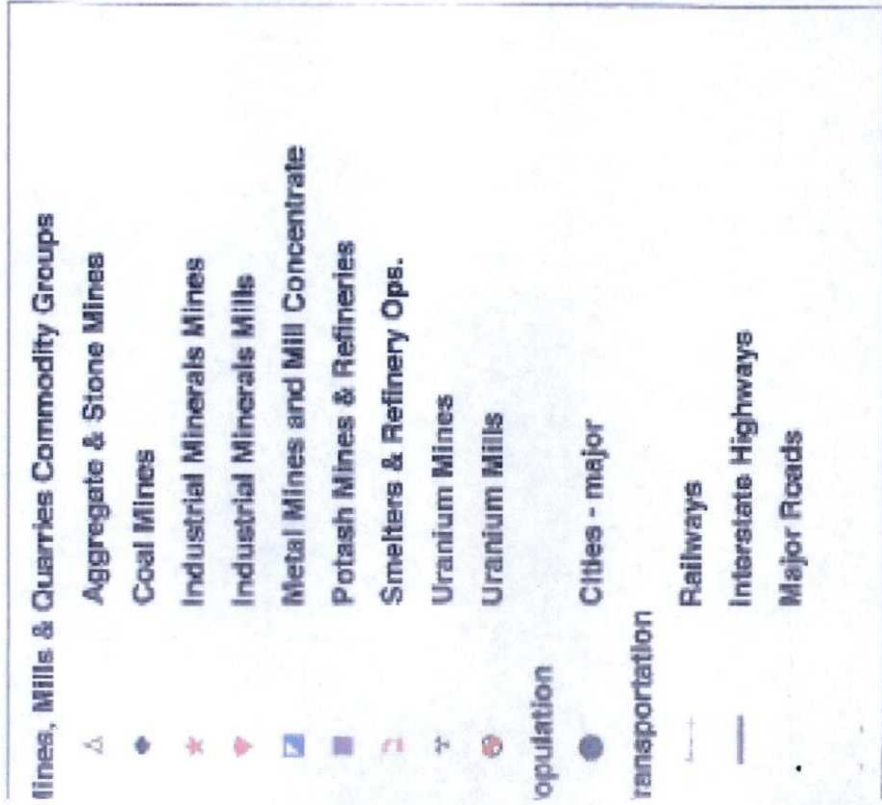 lines, Mills & Quarries Commodity Groups
Aggregate & Stone Mines
Coal Mines
Industrial Minerals Mines
Industrial Minerals Mills
Metal Mines and Mill Concentrate
Potash Mines & Refineries
Smelters & Refinery Ops.
Uranium Mines
Uranium Mills
opulation
Cities - major
ransportation
Railways
Interstate Highways
Major Roads